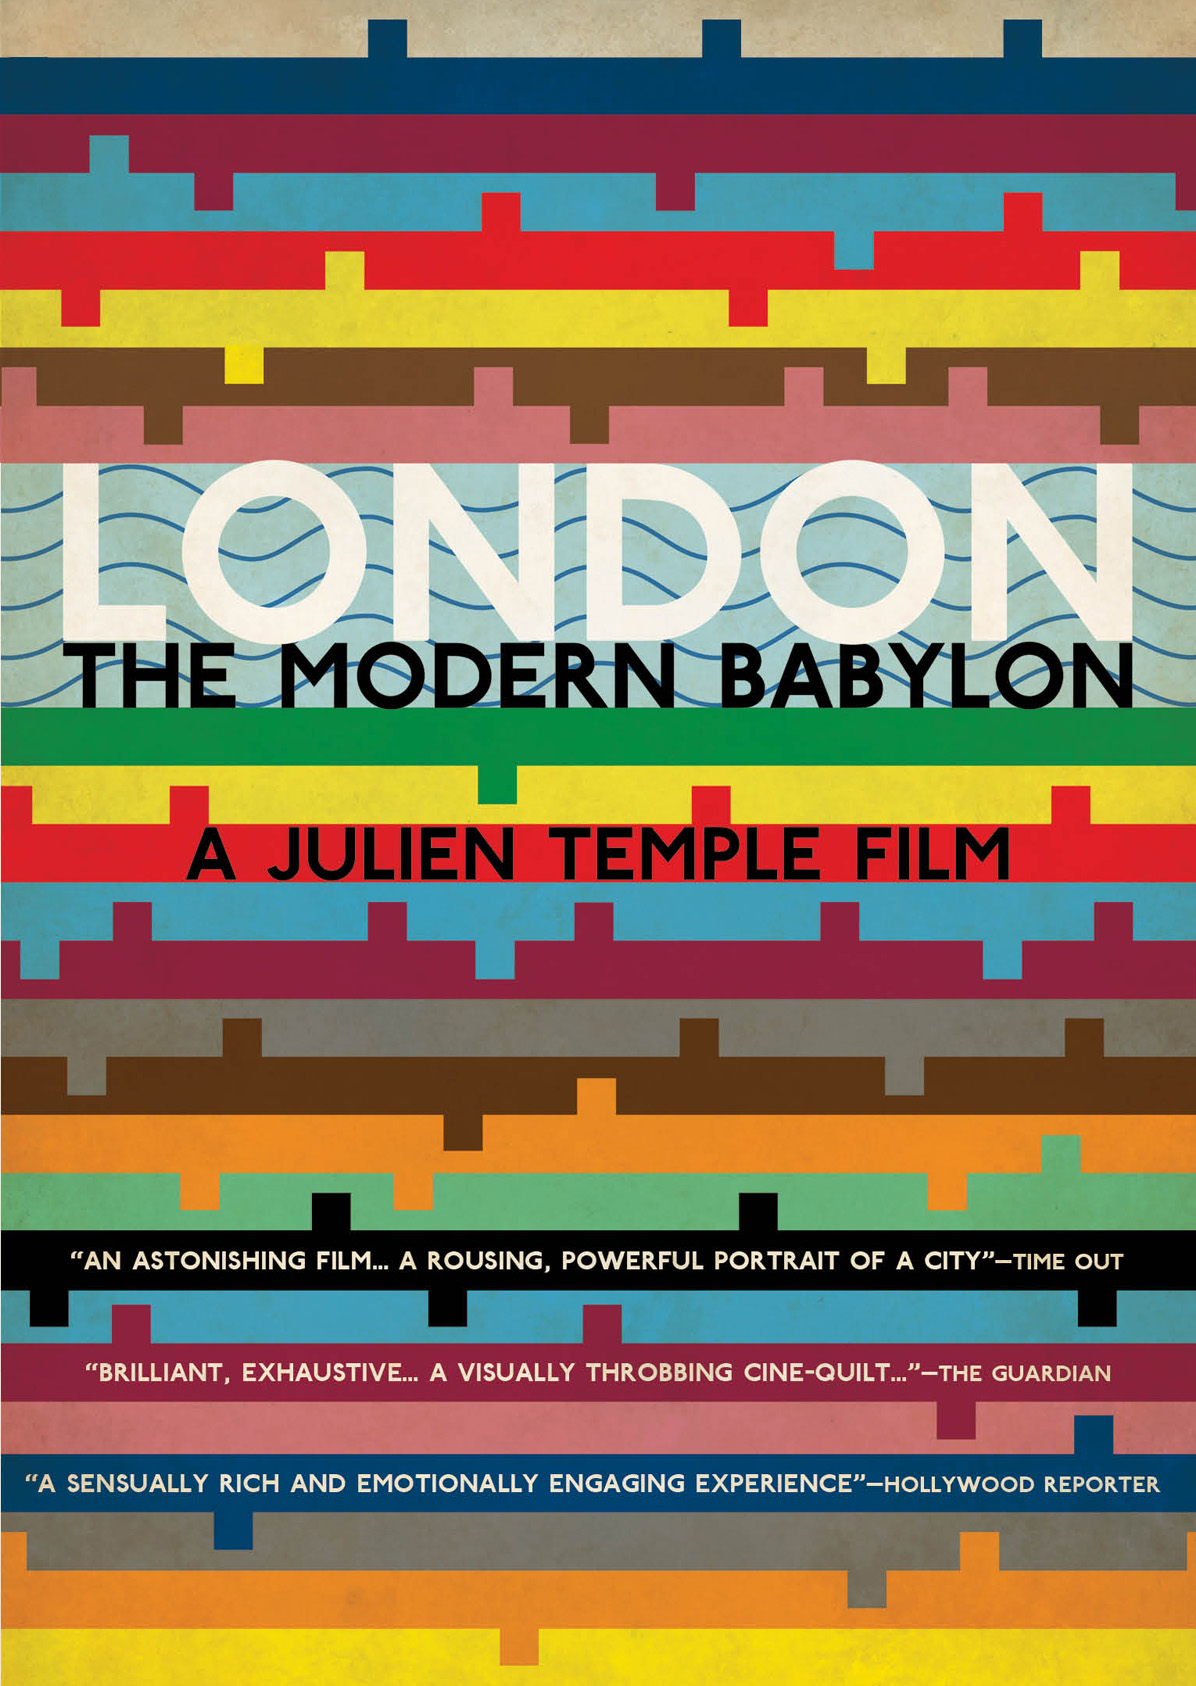 LONDON
THE MODERN BABYLON
A JULIEN TEMPLE FILM
“AN ASTONISHING FILM... A ROUSING, POWERFUL PORTRAIT OF A CITY”—TIME OUT
“BRILLIANT, EXHAUSTIVE... A VISUALLY THROBBING CINE-QUILT...”—THE GUARDIAN
“A SENSUALLY RICH AND EMOTIONALLY ENGAGING EXPERIENCE”—HOLLYWOOD REPORTER